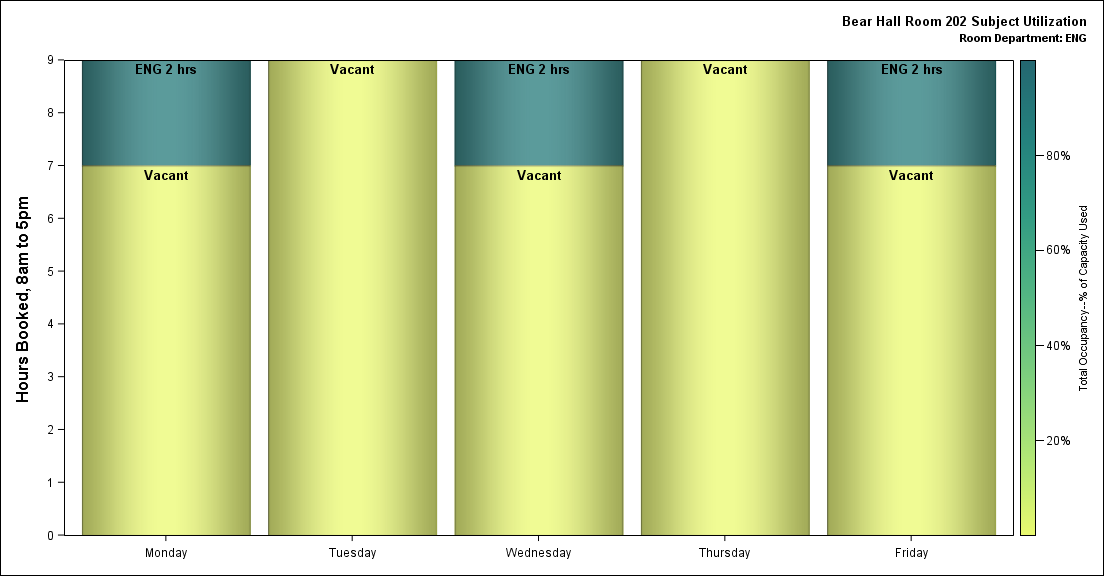 Bear Hall Room 202 Subject Utilization
Room Department: ENG
Hours Booked, 8am to 5pm
9
8
7
6
5
4
3
2
1
0
ENG 2 hrs
Vacant
Vacant
ENG 2 hrs
Vacant
Vacant
ENG 2 hrs
Vacant
Monday
Tuesday
Wednesday
Thursday
Friday
80%
60%
40%
20%
Total Occupancy--% of Capacity Used